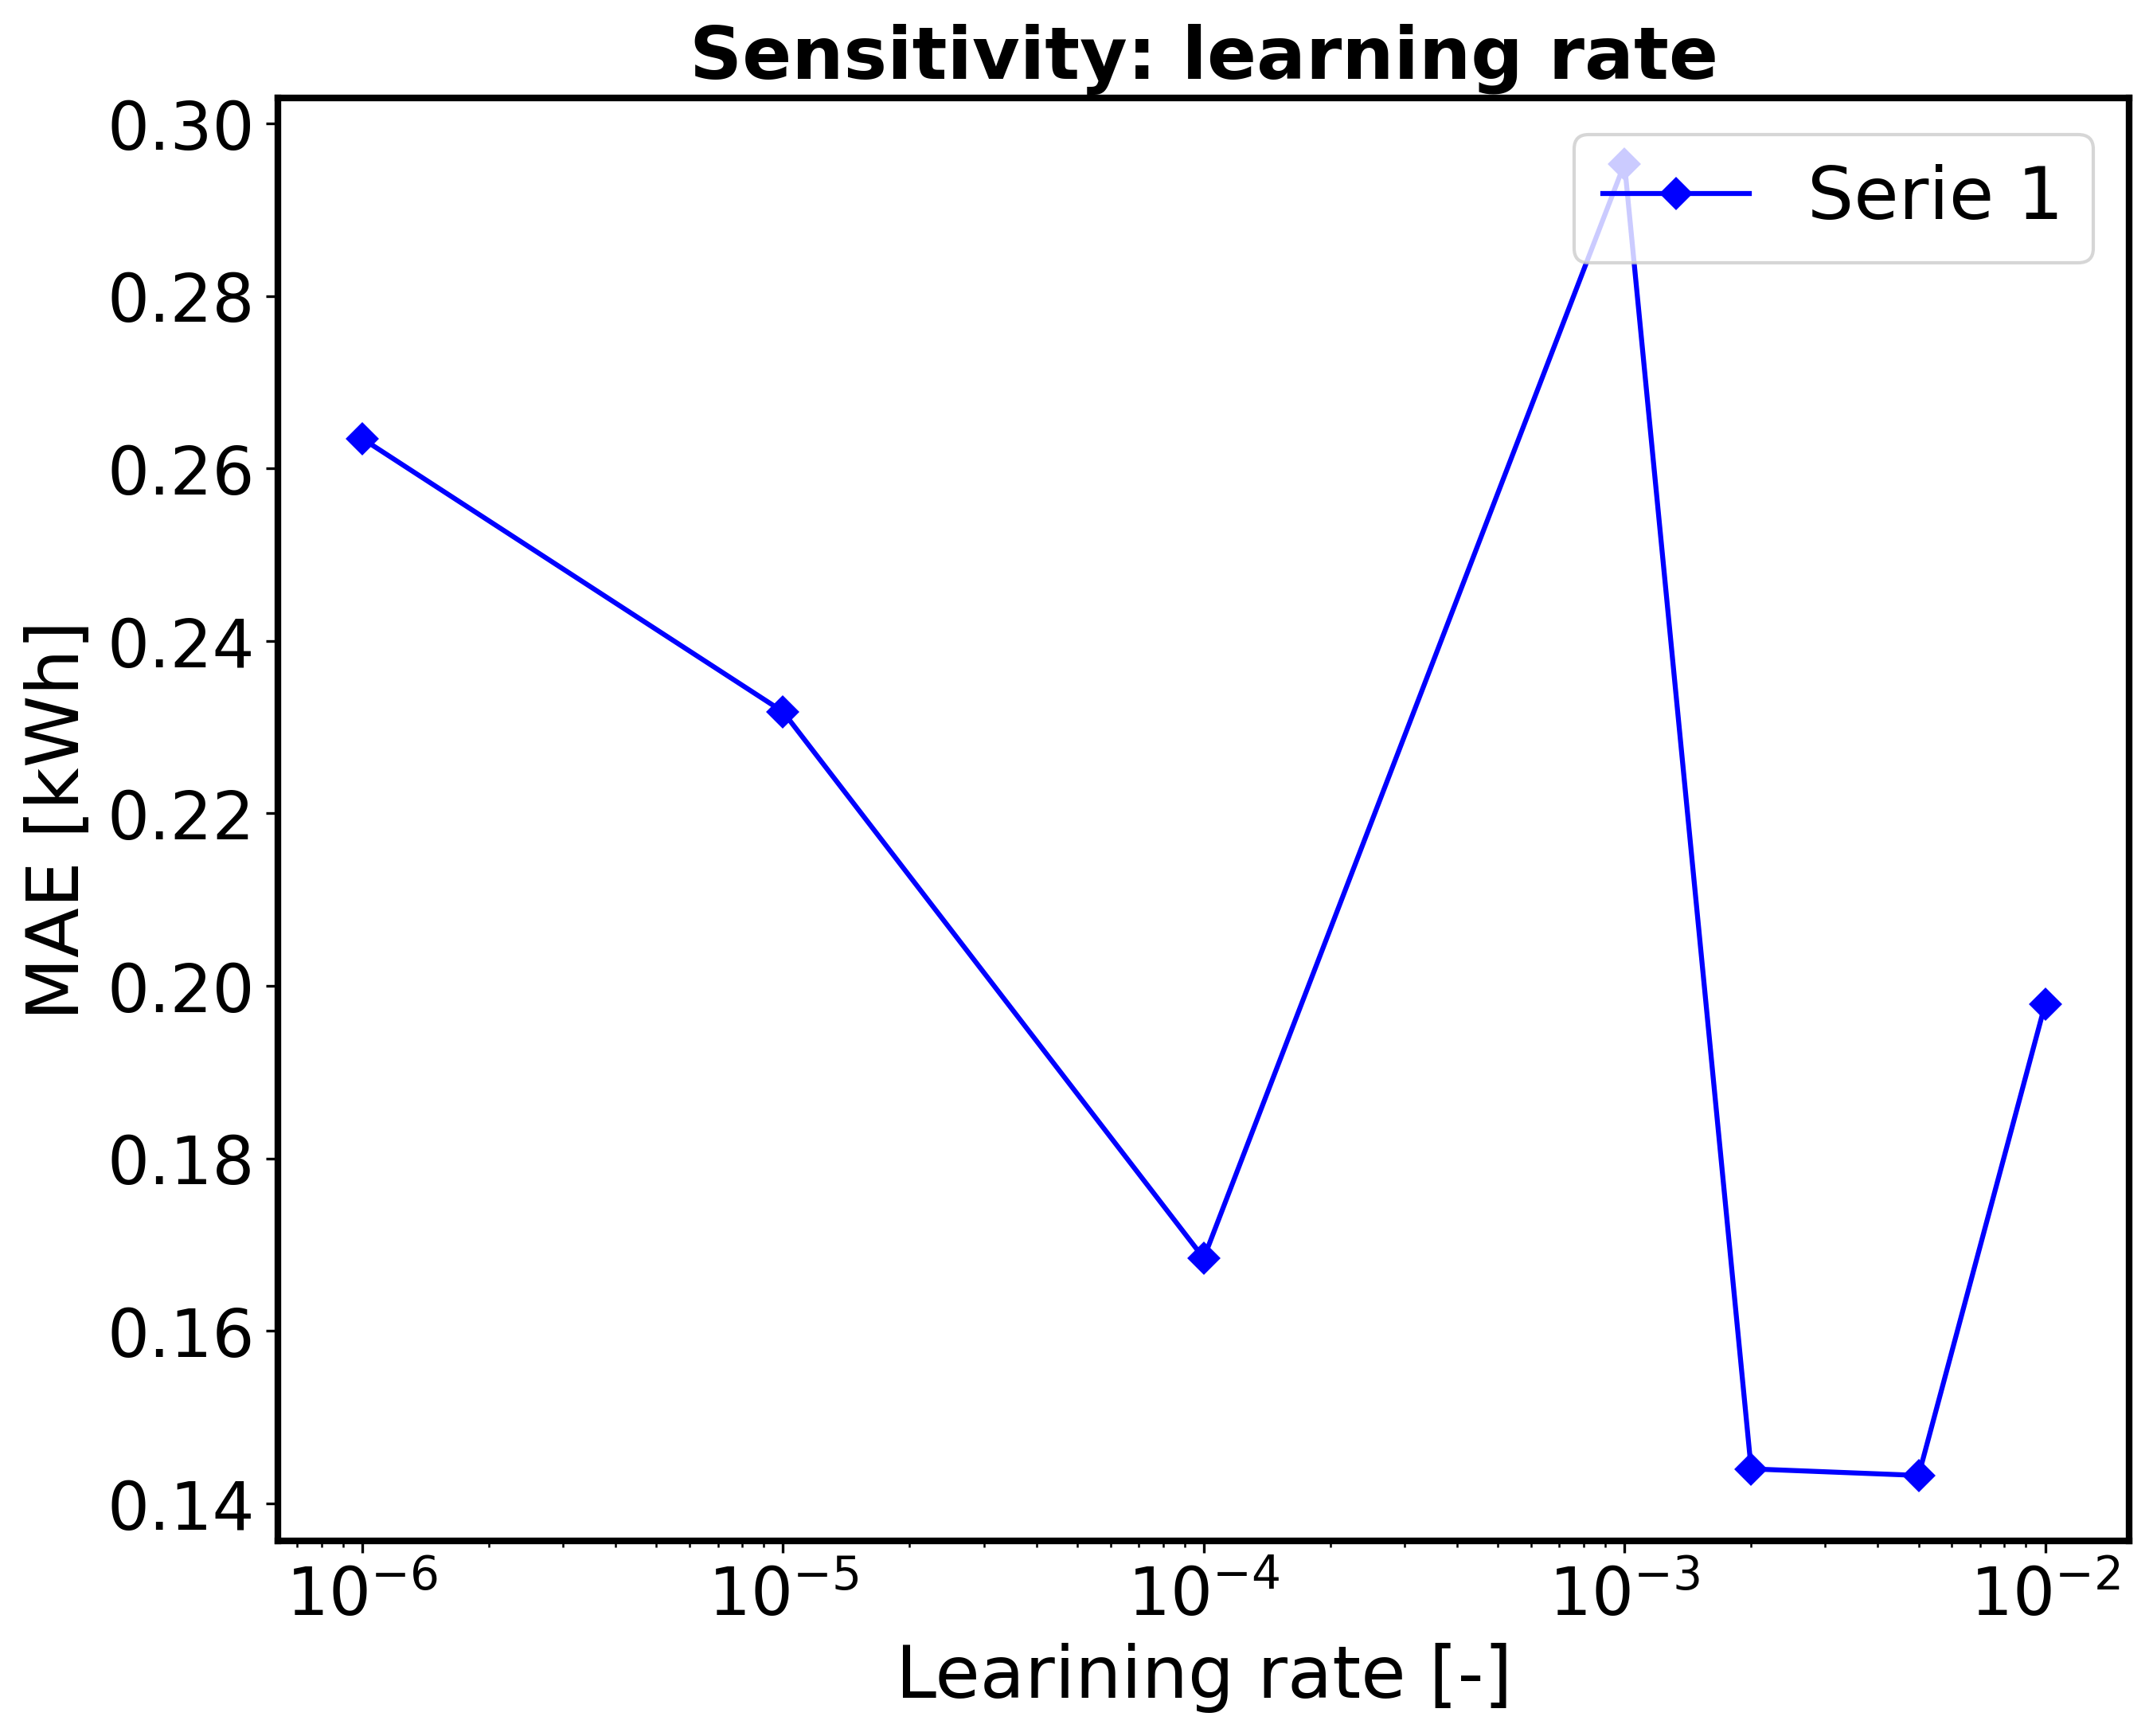 Sensitivity: learning rate
Serie 1
MAE [kWh]
0.30
0.28
0.26
0.24
0.22
0.20
0.18
0.16
0.14
10⁻⁶ 10⁻⁵ 10⁻⁴ 10⁻³ 10⁻²
Learining rate [-]